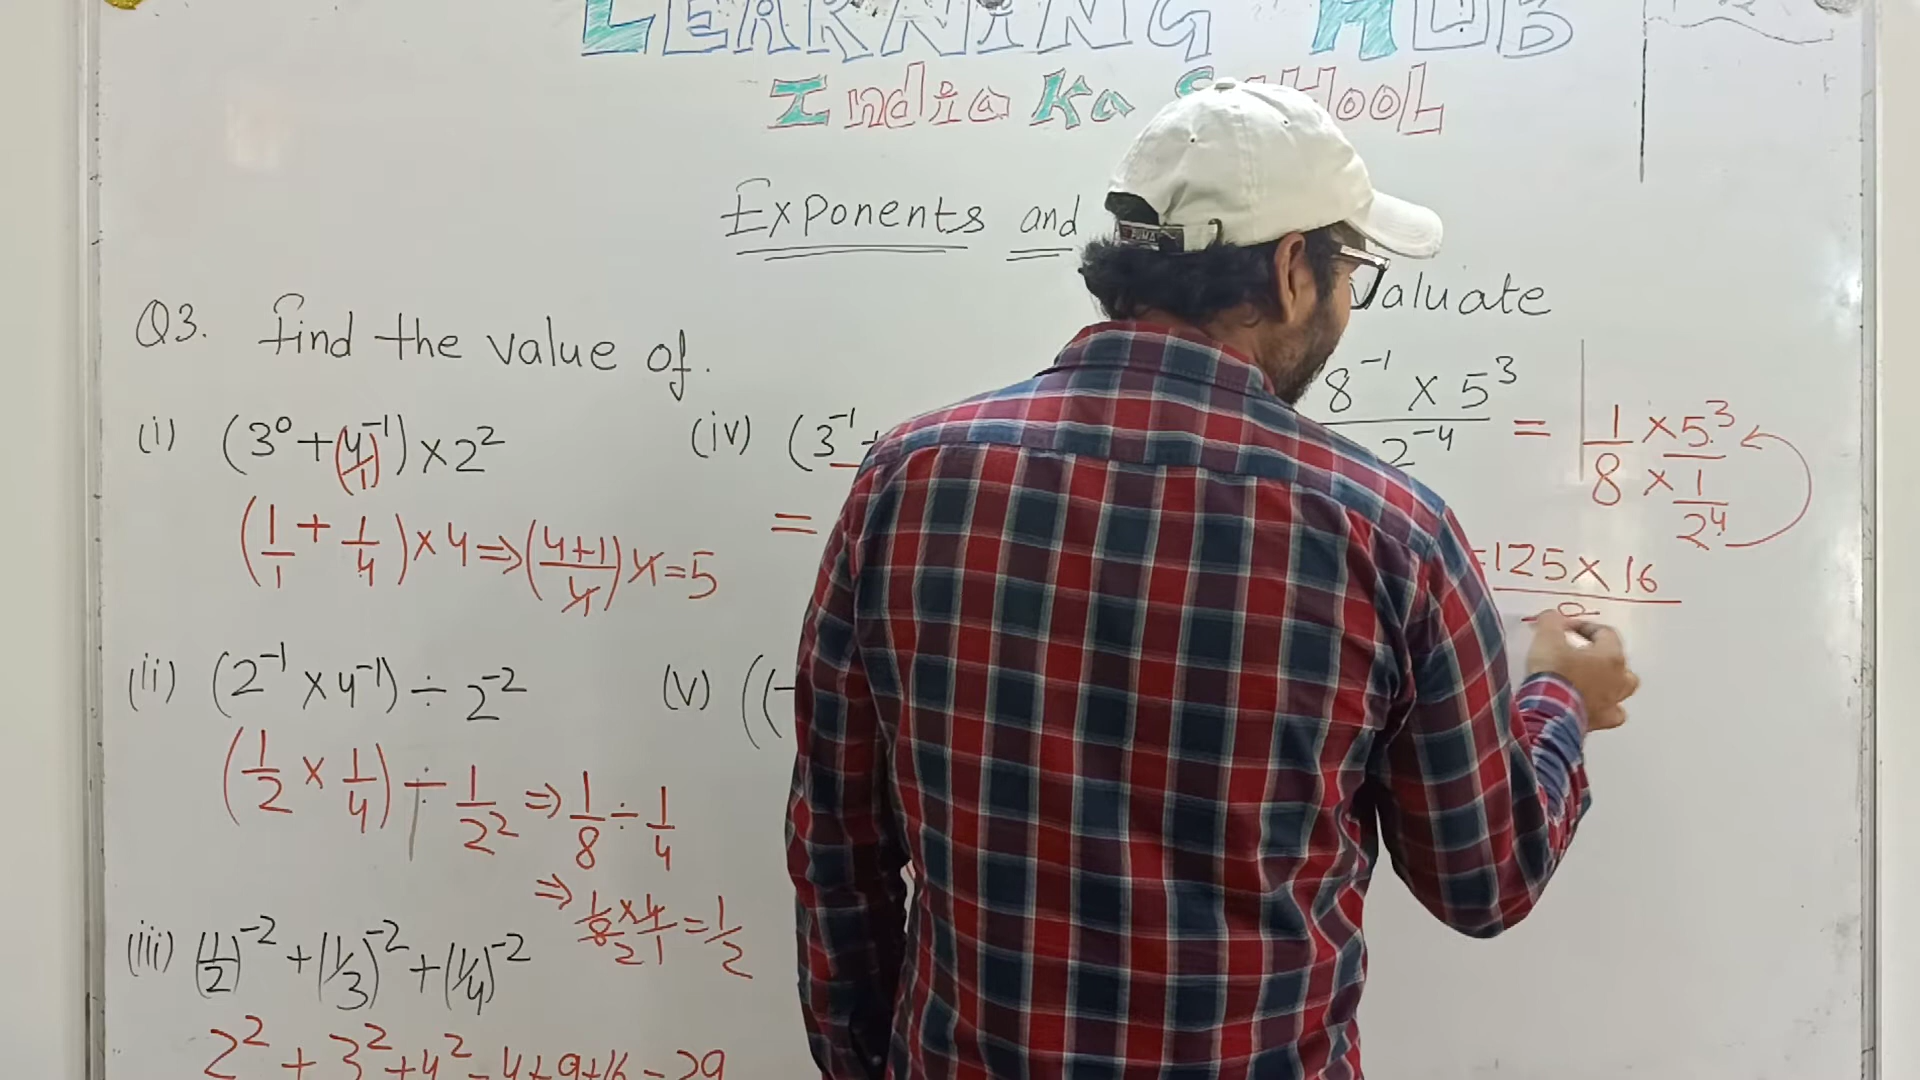 LEARNING HUB
India Ka SCHOOL
Exponents and
Q3. find the value of.
(i) (3⁰ + (4/1)⁻¹) × 2²
(1/1 + 1/4) × 4 ⇒ (4+1)/4 × 4 = 5
(ii) (2⁻¹ × 4⁻¹) ÷ 2⁻²
(1/2 × 1/4) ÷ 1/2² ⇒ 1/8 ÷ 1/4
⇒ 1/8 × 4/1 = 1/2
(iii) (1/2)⁻² + (1/3)⁻² + (1/4)⁻²
2² + 3² + 4² = 4+9+16 = 29
(iv) (3⁻¹ +
=
(v) ((-
valuate
8⁻¹ × 5³ / 2⁻⁴ = 1 × 5³ / 8 × 1/2⁴
= 125 × 16 / 8